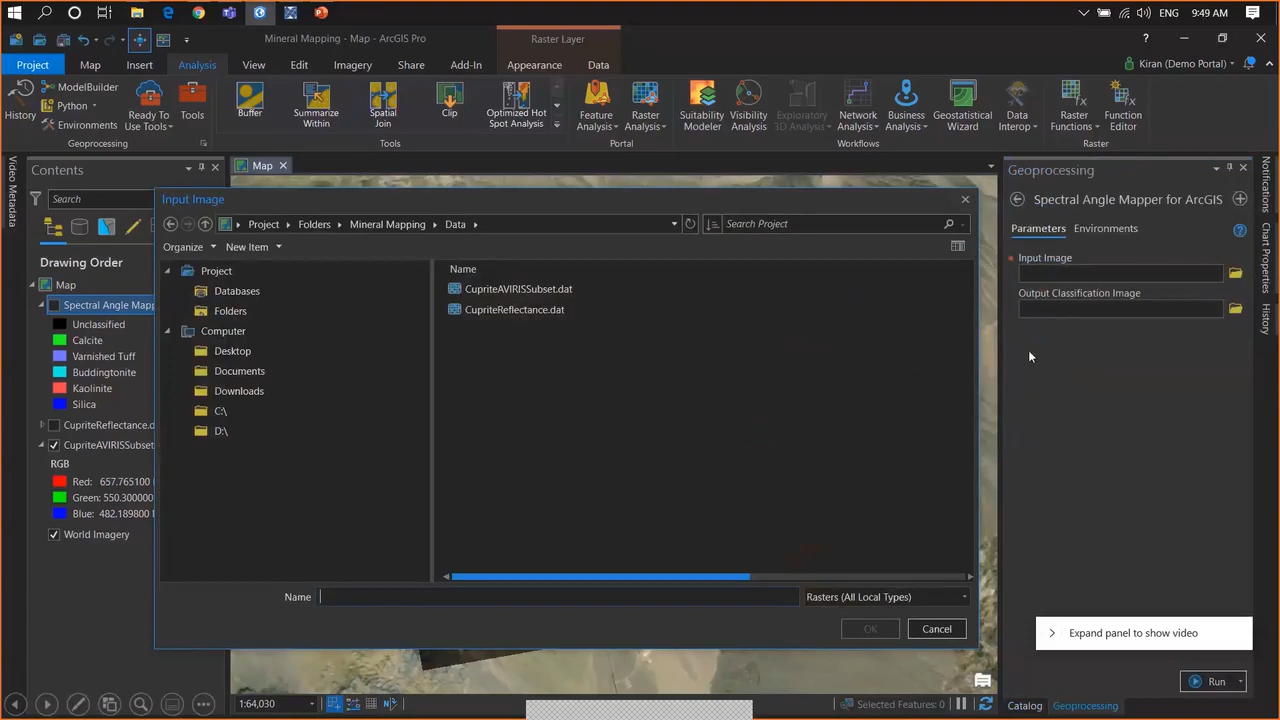 ENG
9:49 AM
Mineral Mapping - Map - ArcGIS Pro
Raster Layer
?
Project
Map
Insert
Analysis
View
Edit
Imagery
Share
Add-In
Appearance
Data
Kiran (Demo Portal)
History
ModelBuilder
Python
Environments
Geoprocessing
Ready To
Use Tools
Tools
Buffer
Summarize
Within
Spatial
Join
Clip
Optimized Hot
Spot Analysis
Tools
Feature
Analysis
Raster
Analysis
Portal
Suitability
Modeler
Visibility
Analysis
Exploratory
3D Analysis
Network
Analysis
Business
Analysis
Geostatistical
Wizard
Data
Interop
Workflows
Raster
Functions
Function
Editor
Raster
Video Metadata
Contents
Search
Drawing Order
Map
Spectral Angle Mapp
Unclassified
Calcite
Varnished Tuff
Buddingtonite
Kaolinite
Silica
CupriteReflectance.d
CupriteAVIRISSubset
RGB
Red: 657.765100
Green: 550.300000
Blue: 482.189800
World Imagery
Map
Input Image
Project
Folders
Mineral Mapping
Data
Search Project
Organize
New Item
Project
Databases
Folders
Computer
Desktop
Documents
Downloads
C:\
D:\
Name
CupriteAVIRISSubset.dat
CupriteReflectance.dat
Name
Rasters (All Local Types)
OK
Cancel
1:64,030
Selected Features: 0
Geoprocessing
Spectral Angle Mapper for ArcGIS
Parameters
Environments
?
Input Image
Output Classification Image
Expand panel to show video
Run
Catalog
Geoprocessing
Notifications
Chart Properties
History